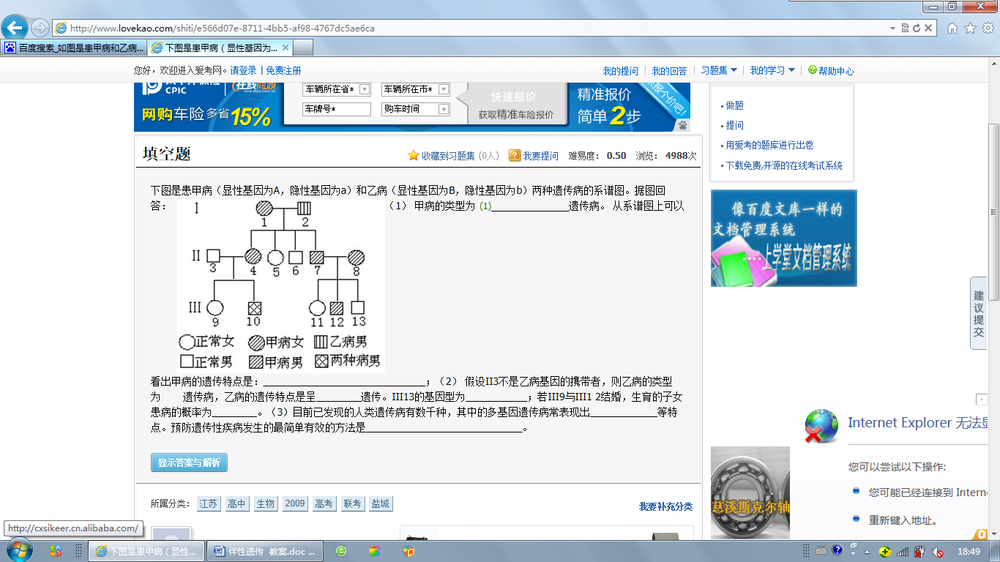 http://www.lovekao.com/shiti/e566d07e-8711-4bb5-af98-4767dc5ae6ca
百度搜索_如图是患甲病和乙病...
下图是患甲病（显性基因为...
您好，欢迎进入爱考网。请登录 | 免费注册
我的提问 我的回答 习题集 我的学习 帮助中心
CPIC
在线商城
网购车险多省15%
车辆所在省* 车辆所在市*
车牌号* 购车时间
快速报价
获取精准车险报价
精准报价
简单2步
报个价吧!
做题
提问
用爱考的题库进行出卷
下载免费,开源的在线考试系统
填空题
收藏到习题集 (0人) 我要提问 难易度： 0.50 浏览： 4988次
下图是患甲病（显性基因为A，隐性基因为a）和乙病（显性基因为B，隐性基因为b）两种遗传病的系谱图。据图回
答： （1） 甲病的类型为 (1)_______________遗传病。 从系谱图上可以
I
1 2
II
3 4 5 6 7 8
III
9 10 11 12 13
正常女 甲病女 乙病男
正常男 甲病男 两种病男
看出甲病的遗传特点是：_______________________________；（2） 假设II3不是乙病基因的携带者，则乙病的类型
为 遗传病，乙病的遗传特点是呈________遗传。III13的基因型为____________；若III9与III1 2结婚，生育的子女
患病的概率为________。（3）目前已发现的人类遗传病有数千种，其中的多基因遗传病常表现出_____________等特
点。预防遗传性疾病发生的最简单有效的方法是______________________________。
显示答案与解析
所属分类： 江苏 高中 生物 2009 高考 联考 盐城
我要补充分类
像百度文库一样的
文档管理系统
上学堂文档管理系统
建议提交
Internet Explorer 无法显
您可以尝试以下操作:
您可能已经连接到 Intern
重新键入地址。
慈溪斯克尔轴
http://cxsikeer.cn.alibaba.com/
下图是患甲病（显性...
伴性遗传 教案.doc ...
18:49